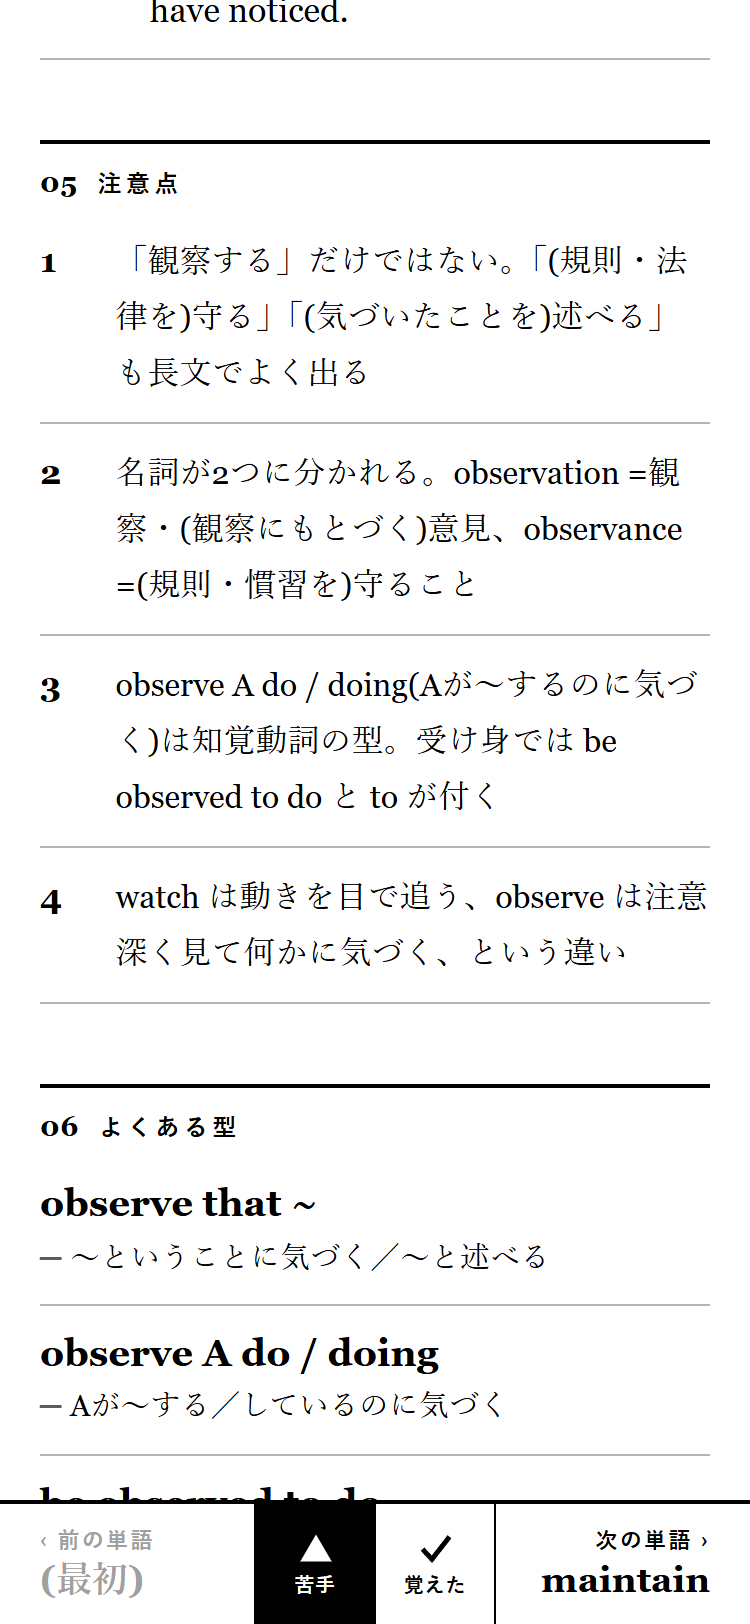 have noticed.
05 注意点
1 「観察する」だけではない。「(規則・法
律を)守る」「(気づいたことを)述べる」
も長文でよく出る
2 名詞が2つに分かれる。observation =観
察・(観察にもとづく)意見、observance
=(規則・慣習を)守ること
3 observe A do / doing(Aが〜するのに気づ
く)は知覚動詞の型。受け身では be
observed to do と to が付く
4 watch は動きを目で追う、observe は注意
深く見て何かに気づく、という違い
06 よくある型
observe that ~
— 〜ということに気づく／〜と述べる
observe A do / doing
— Aが〜する／しているのに気づく
be observed to do
‹ 前の単語
(最初)
▲
苦手
✓
覚えた
次の単語 ›
maintain